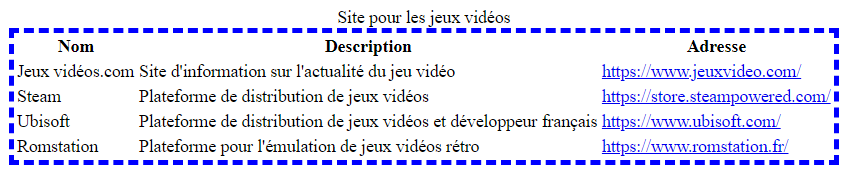 Site pour les jeux vidéos
Nom Description Adresse
Jeux vidéos.com Site d'information sur l'actualité du jeu vidéo https://www.jeuxvideo.com/
Steam Plateforme de distribution de jeux vidéos https://store.steampowered.com/
Ubisoft Plateforme de distribution de jeux vidéos et développeur français https://www.ubisoft.com/
Romstation Plateforme pour l'émulation de jeux vidéos rétro https://www.romstation.fr/